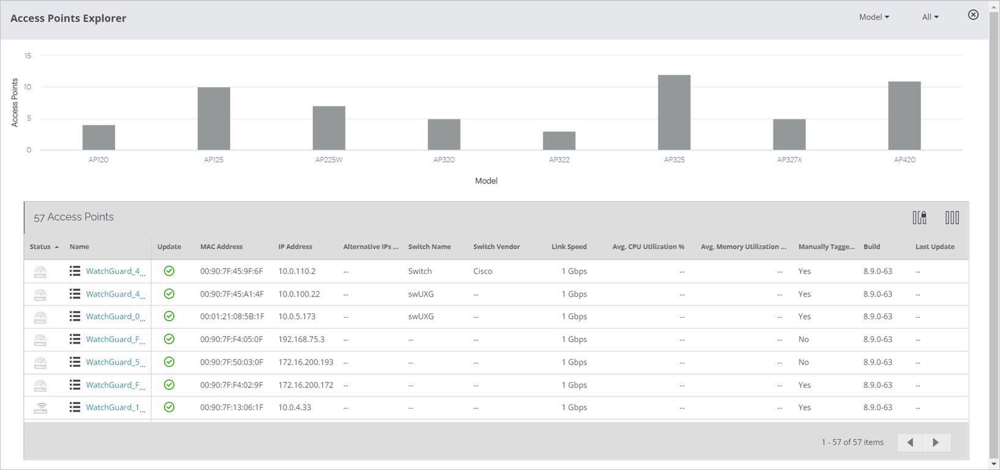 Access Points Explorer Model All
15
10
5
0
Access Points
AP120 AP125 AP225W AP320 AP322 AP325 AP327X AP420
Model
57 Access Points
Status Name Update MAC Address IP Address Alternative IPs ... Switch Name Switch Vendor Link Speed Avg. CPU Utilization % Avg. Memory Utilization ... Manually Tagge... Build Last Update
WatchGuard_4... 00:90:7F:45:9F:6F 10.0.110.2 -- Switch Cisco 1 Gbps -- -- Yes 8.9.0-63 --
WatchGuard_4... 00:90:7F:45:A1:4F 10.0.100.22 -- swUXG -- 1 Gbps -- -- Yes 8.9.0-63 --
WatchGuard_0... 00:01:21:08:5B:1F 10.0.5.173 -- swUXG -- 1 Gbps -- -- Yes 8.9.0-63 --
WatchGuard_F... 00:90:7F:F4:05:0F 192.168.75.3 -- -- -- 1 Gbps -- -- No 8.9.0-63 --
WatchGuard_5... 00:90:7F:50:03:0F 172.16.200.193 -- -- -- 1 Gbps -- -- No 8.9.0-63 --
WatchGuard_F... 00:90:7F:F4:02:9F 172.16.200.172 -- -- -- 1 Gbps -- -- Yes 8.9.0-63 --
WatchGuard_1... 00:90:7F:13:06:1F 10.0.4.33 -- -- -- 1 Gbps -- -- Yes 8.9.0-63 --
1 - 57 of 57 items